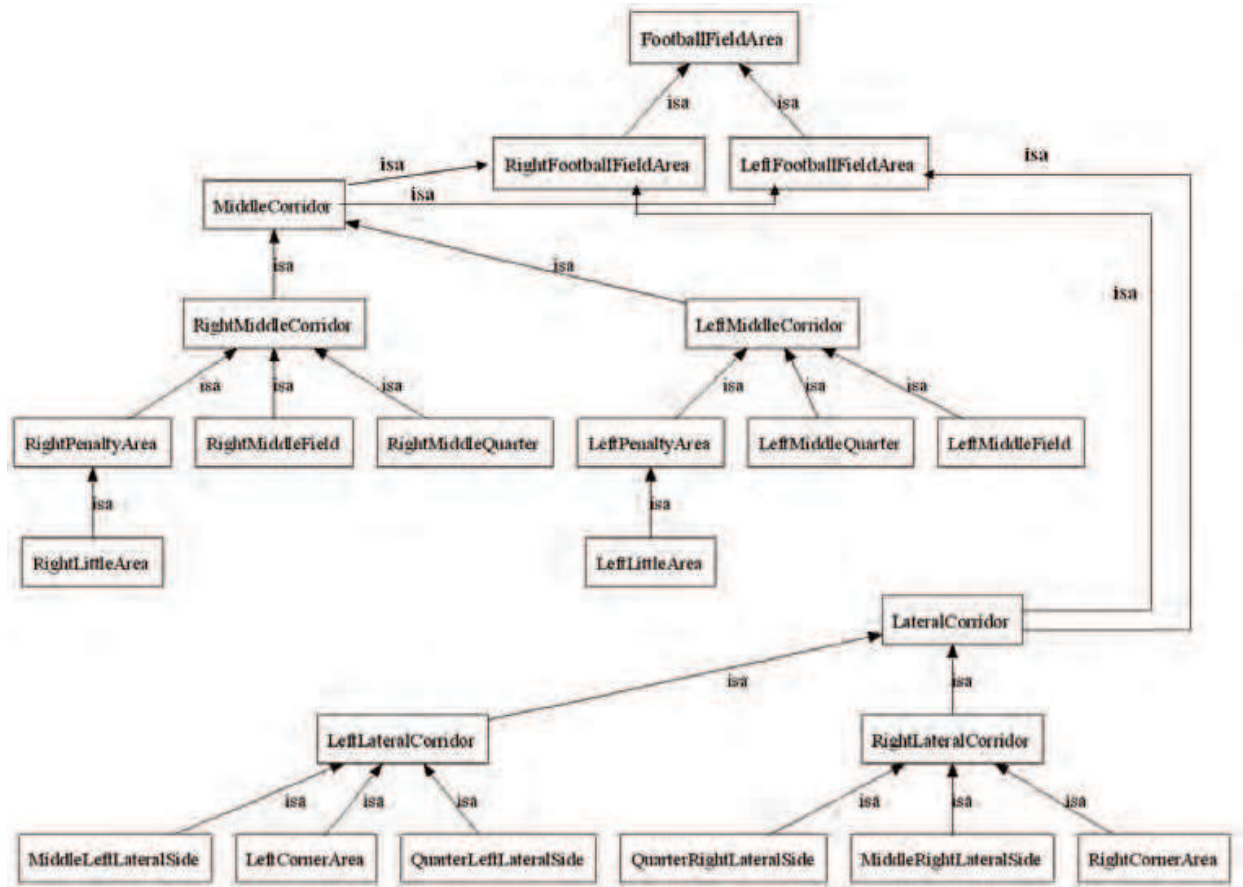 FootballFieldArea
isa
isa
RightFootballFieldArea
LeftFootballFieldArea
isa
isa
isa
MiddleCorridor
isa
isa
isa
RightMiddleCorridor
LeftMiddleCorridor
isa
isa
isa
isa
isa
isa
RightPenaltyArea
RightMiddleField
RightMiddleQuarter
LeftPenaltyArea
LeftMiddleQuarter
LeftMiddleField
isa
isa
RightLittleArea
LeftLittleArea
LateralCorridor
isa
isa
LeftLateralCorridor
RightLateralCorridor
isa
isa
isa
isa
isa
isa
MiddleLeftLateralSide
LeftCornerArea
QuarterLeftLateralSide
QuarterRightLateralSide
MiddleRightLateralSide
RightCornerArea